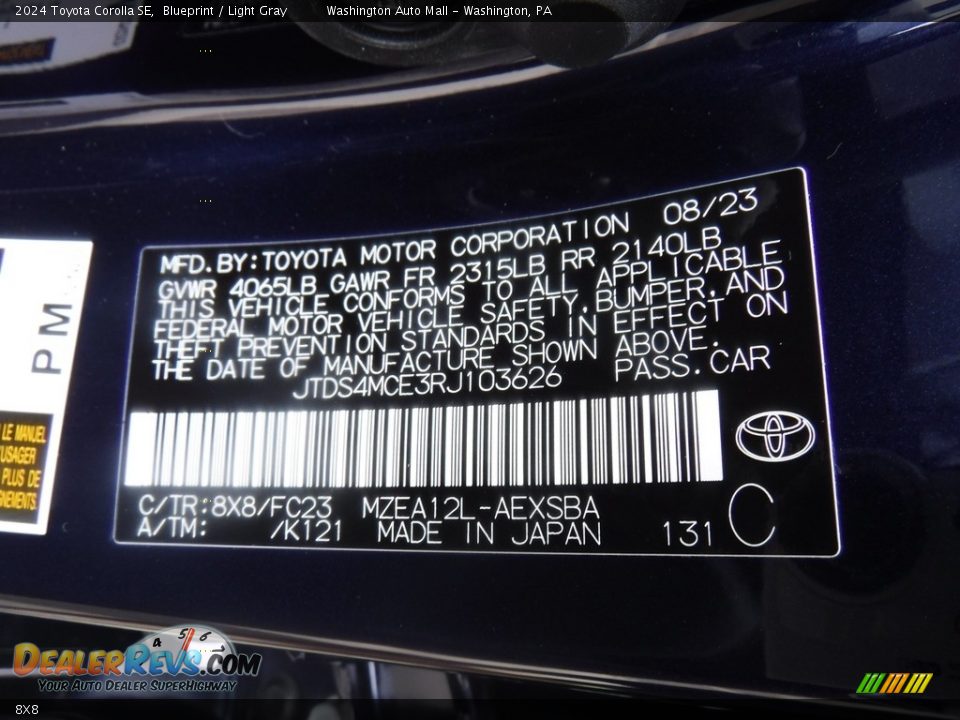 2024 Toyota Corolla SE, Blueprint / Light Gray Washington Auto Mall - Washington, PA
MFD.BY:TOYOTA MOTOR CORPORATION 08/23
GVWR 4065LB GAWR FR 2315LB RR 2140LB
THIS VEHICLE CONFORMS TO ALL APPLICABLE
FEDERAL MOTOR VEHICLE SAFETY,BUMPER,AND
THEFT PREVENTION STANDARDS IN EFFECT ON
THE DATE OF MANUFACTURE SHOWN ABOVE.
JTDS4MCE3RJ103626 PASS.CAR
C/TR:8X8/FC23 MZEA12L-AEXSBA
A/TM: /K121 MADE IN JAPAN 131 C
PM
LE MANUEL
D'USAGER
PLUS DE
4 5 6
DEALERREVS.COM
YOUR AUTO DEALER SUPERHIGHWAY
8X8